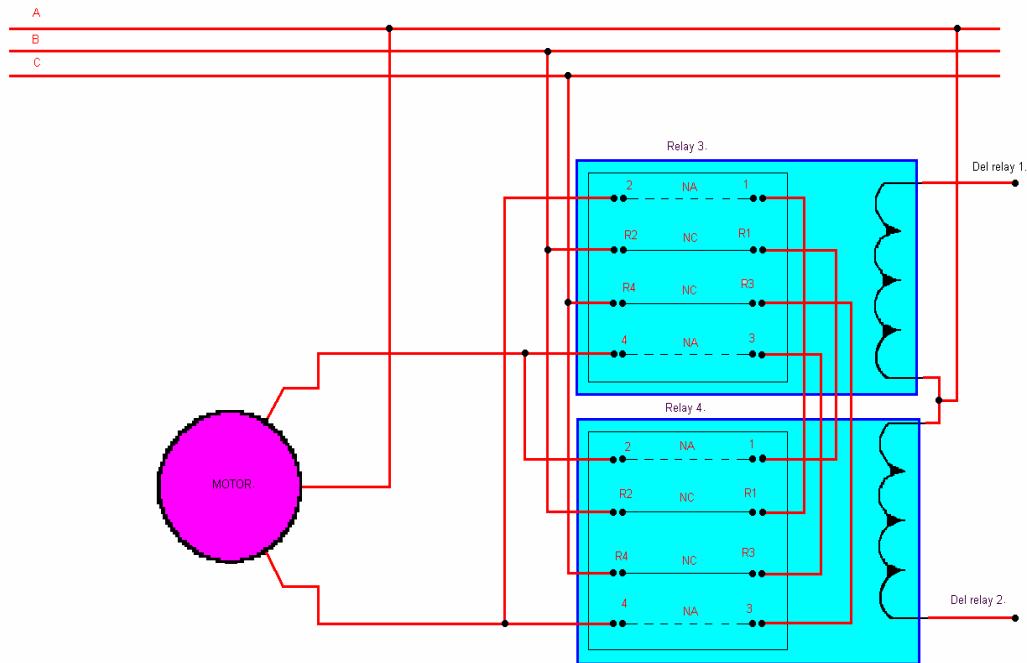 A
B
C
Relay 3.
Del relay 1.
2 NA 1
R2 NC R1
R4 NC R3
4 NA 3
Relay 4.
2 NA 1
MOTOR
R2 NC R1
R4 NC R3
Del relay 2.
4 NA 3